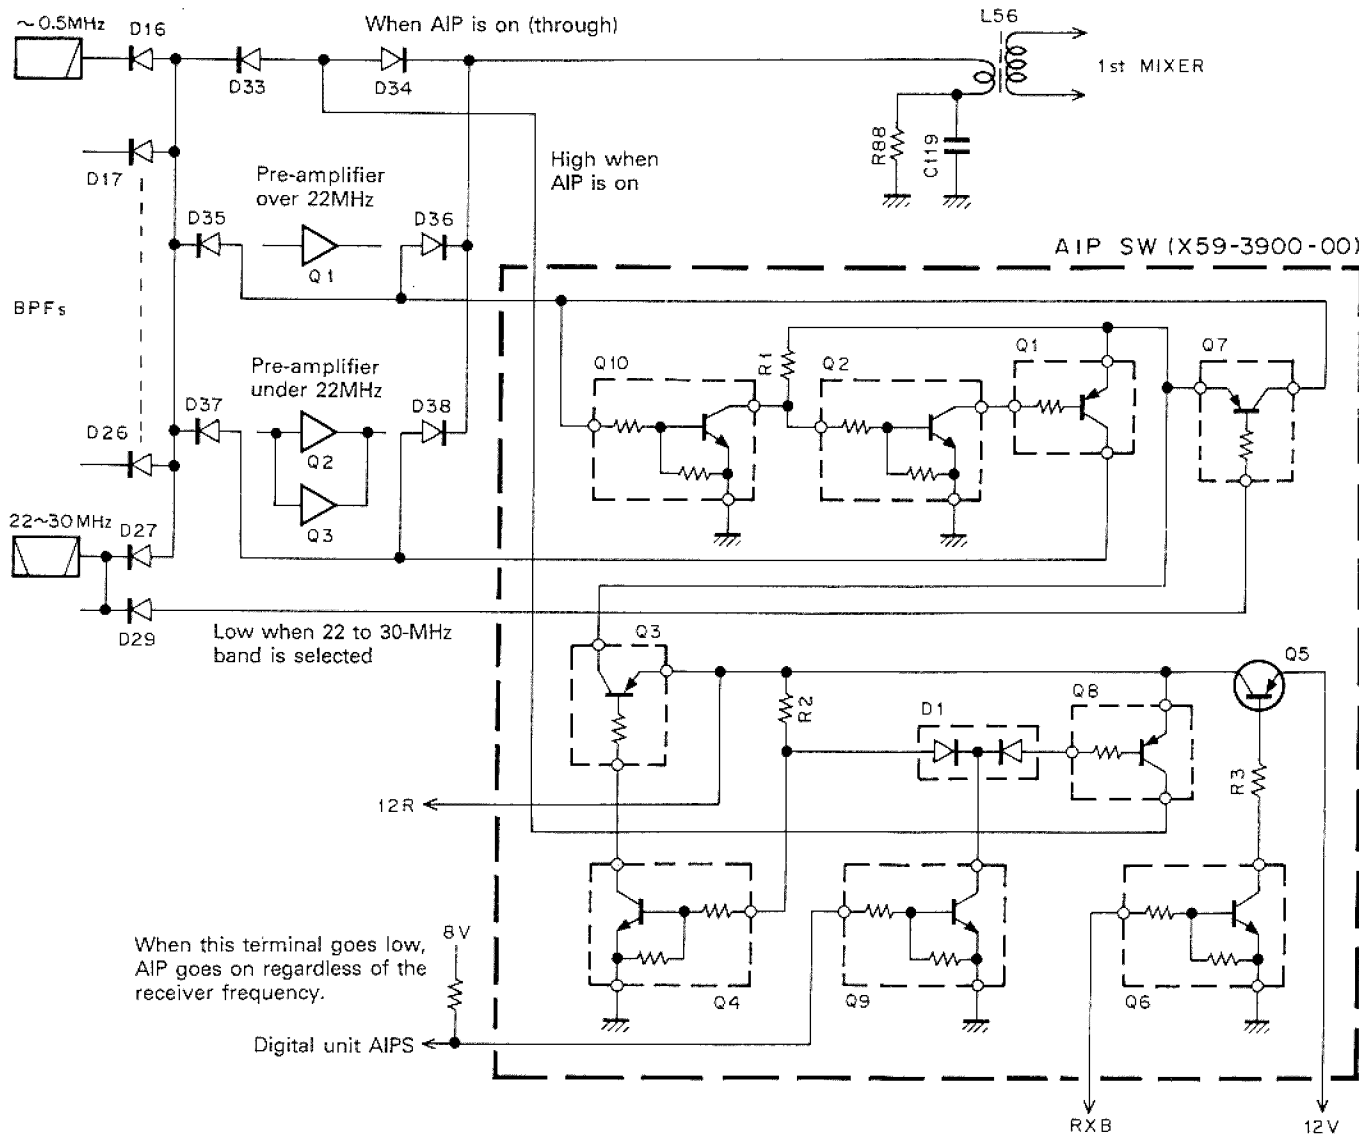 ~0.5MHz
D16
When AIP is on (through)
L56
D33
D34
1st MIXER
D17
R88
C119
High when
AIP is on
Pre-amplifier
over 22MHz
D35
D36
Q1
AIP SW (X59-3900-00)
BPFs
Pre-amplifier
under 22MHz
Q10
R1
Q2
Q1
Q7
D37
D38
D26
Q2
Q3
22~30MHz
D27
D29
Low when 22 to 30-MHz
band is selected
Q3
R2
D1
Q8
Q5
R3
12R
When this terminal goes low,
AIP goes on regardless of the
receiver frequency.
8V
Q4
Q9
Q6
Digital unit AIPS
RXB
12V